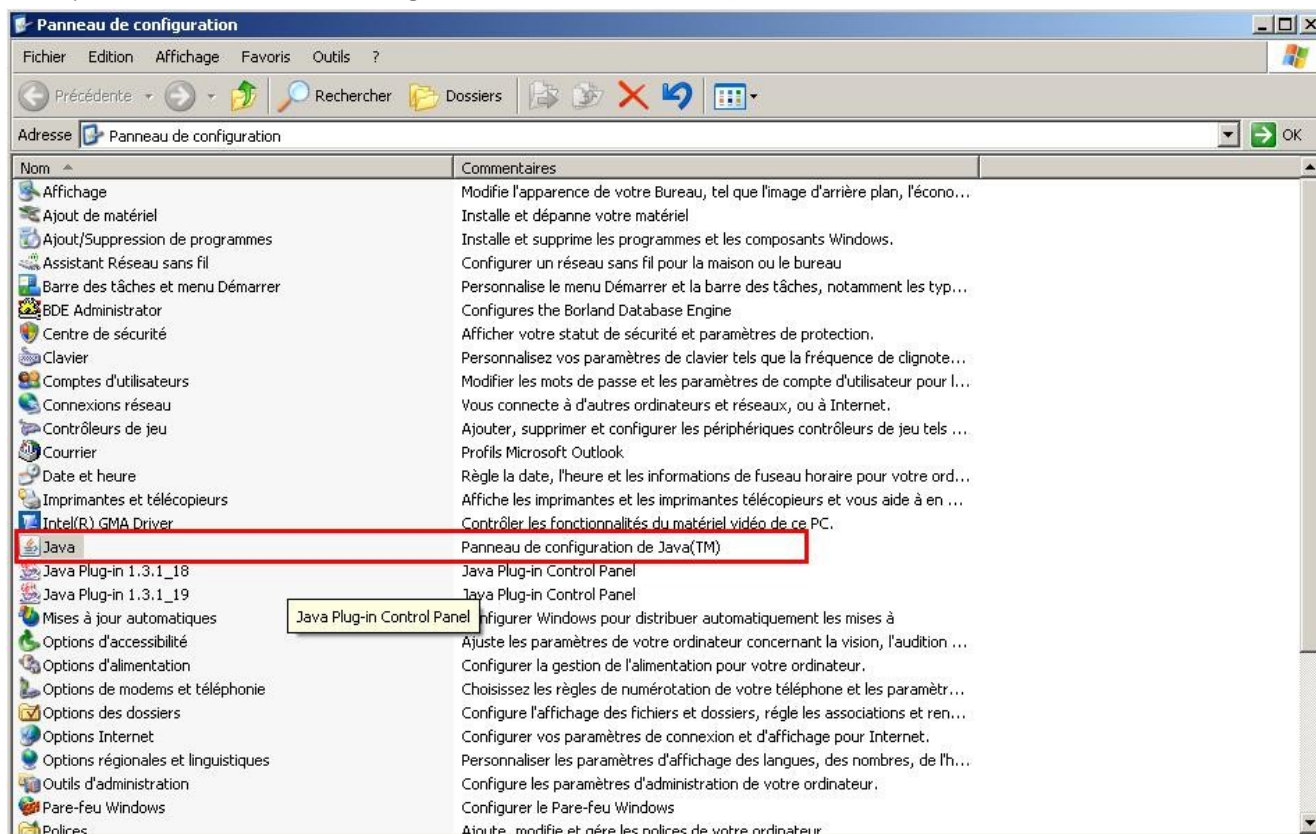 Panneau de configuration
Fichier Edition Affichage Favoris Outils ?
Précédente Rechercher Dossiers
Adresse Panneau de configuration OK
Nom Commentaires
Affichage Modifie l'apparence de votre Bureau, tel que l'image d'arrière plan, l'écono...
Ajout de matériel Installe et dépanne votre matériel
Ajout/Suppression de programmes Installe et supprime les programmes et les composants Windows.
Assistant Réseau sans fil Configurer un réseau sans fil pour la maison ou le bureau
Barre des tâches et menu Démarrer Personnalise le menu Démarrer et la barre des tâches, notamment les typ...
BDE Administrator Configures the Borland Database Engine
Centre de sécurité Afficher votre statut de sécurité et paramètres de protection.
Clavier Personnalisez vos paramètres de clavier tels que la fréquence de clignote...
Comptes d'utilisateurs Modifier les mots de passe et les paramètres de compte d'utilisateur pour l...
Connexions réseau Vous connecte à d'autres ordinateurs et réseaux, ou à Internet.
Contrôleurs de jeu Ajouter, supprimer et configurer les périphériques contrôleurs de jeu tels ...
Courrier Profils Microsoft Outlook
Date et heure Règle la date, l'heure et les informations de fuseau horaire pour votre ord...
Imprimantes et télécopieurs Affiche les imprimantes et les imprimantes télécopieurs et vous aide à en ...
Intel(R) GMA Driver Contrôler les fonctionnalités du matériel vidéo de ce PC.
Java Panneau de configuration de Java(TM)
Java Plug-in 1.3.1_18 Java Plug-in Control Panel
Java Plug-in 1.3.1_19 Java Plug-in Control Panel
Mises à jour automatiques Java Plug-in Control Panel nfigurer Windows pour distribuer automatiquement les mises à
Options d'accessibilité Ajuste les paramètres de votre ordinateur concernant la vision, l'audition ...
Options d'alimentation Configurer la gestion de l'alimentation pour votre ordinateur.
Options de modems et téléphonie Choisissez les règles de numérotation de votre téléphone et les paramètr...
Options des dossiers Configure l'affichage des fichiers et dossiers, régle les associations et ren...
Options Internet Configurer vos paramètres de connexion et d'affichage pour Internet.
Options régionales et linguistiques Personnaliser les paramètres d'affichage des langues, des nombres, de l'h...
Outils d'administration Configure les paramètres d'administration de votre ordinateur.
Pare-feu Windows Configurer le Pare-feu Windows
Polices Ajoute, modifie et gére les polices de votre ordinateur